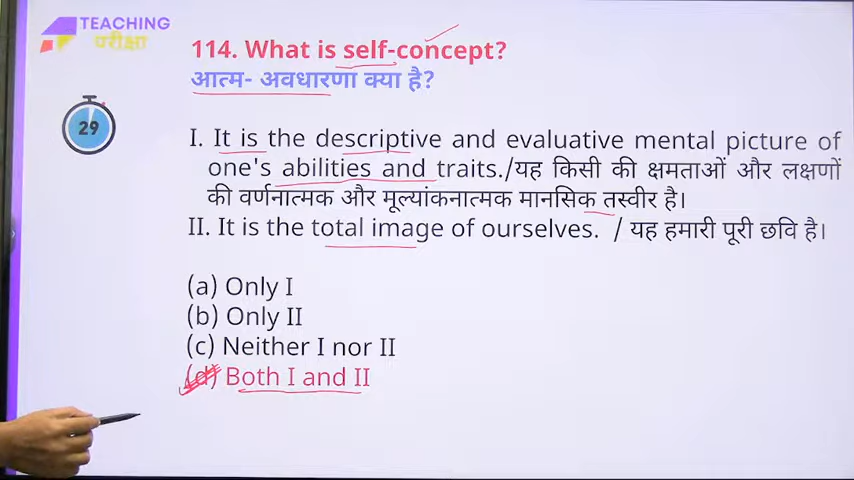 TEACHING
परीक्षा
114. What is self-concept?
आत्म- अवधारणा क्या है?
29
I. It is the descriptive and evaluative mental picture of
one's abilities and traits./यह किसी की क्षमताओं और लक्षणों
की वर्णनात्मक और मूल्यांकनात्मक मानसिक तस्वीर है।
II. It is the total image of ourselves. / यह हमारी पूरी छवि है।
(a) Only I
(b) Only II
(c) Neither I nor II
(d) Both I and II